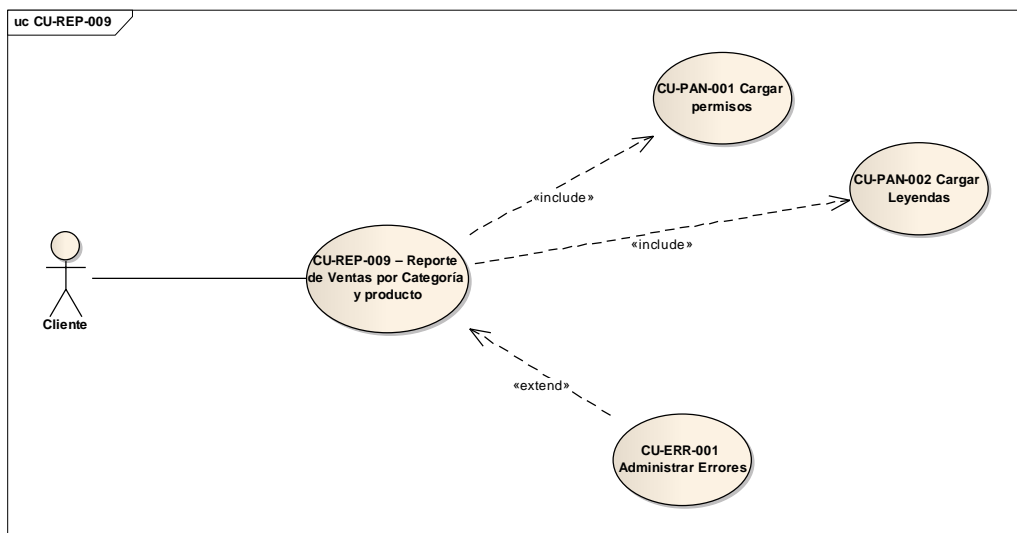 uc CU-REP-009
CU-PAN-001 Cargar
permisos
CU-PAN-002 Cargar
Leyendas
«include»
«include»
CU-REP-009 – Reporte
de Ventas por Categoría
y producto
Cliente
«extend»
CU-ERR-001
Administrar Errores